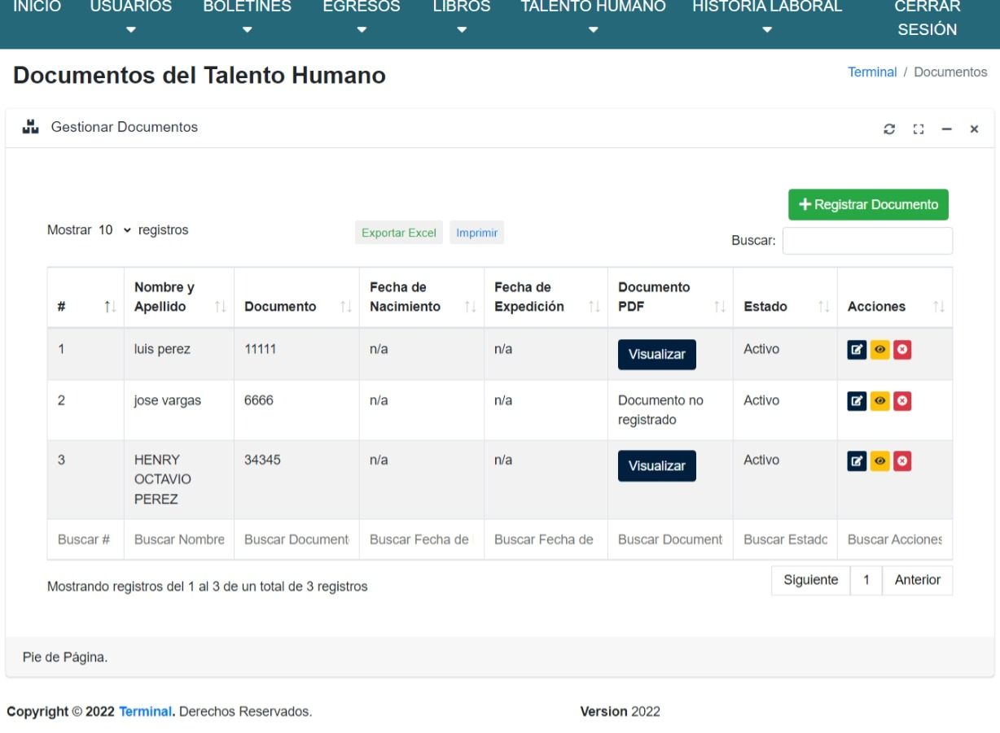 INICIO USUARIOS BOLETINES EGRESOS LIBROS TALENTO HUMANO HISTORIA LABORAL CERRAR SESIÓN
Documentos del Talento Humano
Terminal / Documentos
Gestionar Documentos
Registrar Documento
Mostrar 10 registros
Exportar Excel Imprimir
Buscar:
# Nombre y Apellido Documento Fecha de Nacimiento Fecha de Expedición Documento PDF Estado Acciones
1 luis perez 11111 n/a n/a Visualizar Activo
2 jose vargas 6666 n/a n/a Documento no registrado Activo
3 HENRY OCTAVIO PEREZ 34345 n/a n/a Visualizar Activo
Buscar # Buscar Nombre Buscar Document Buscar Fecha de Buscar Fecha de Buscar Document Buscar Estado Buscar Acciones
Mostrando registros del 1 al 3 de un total de 3 registros
Siguiente 1 Anterior
Pie de Página.
Copyright © 2022 Terminal. Derechos Reservados.
Version 2022